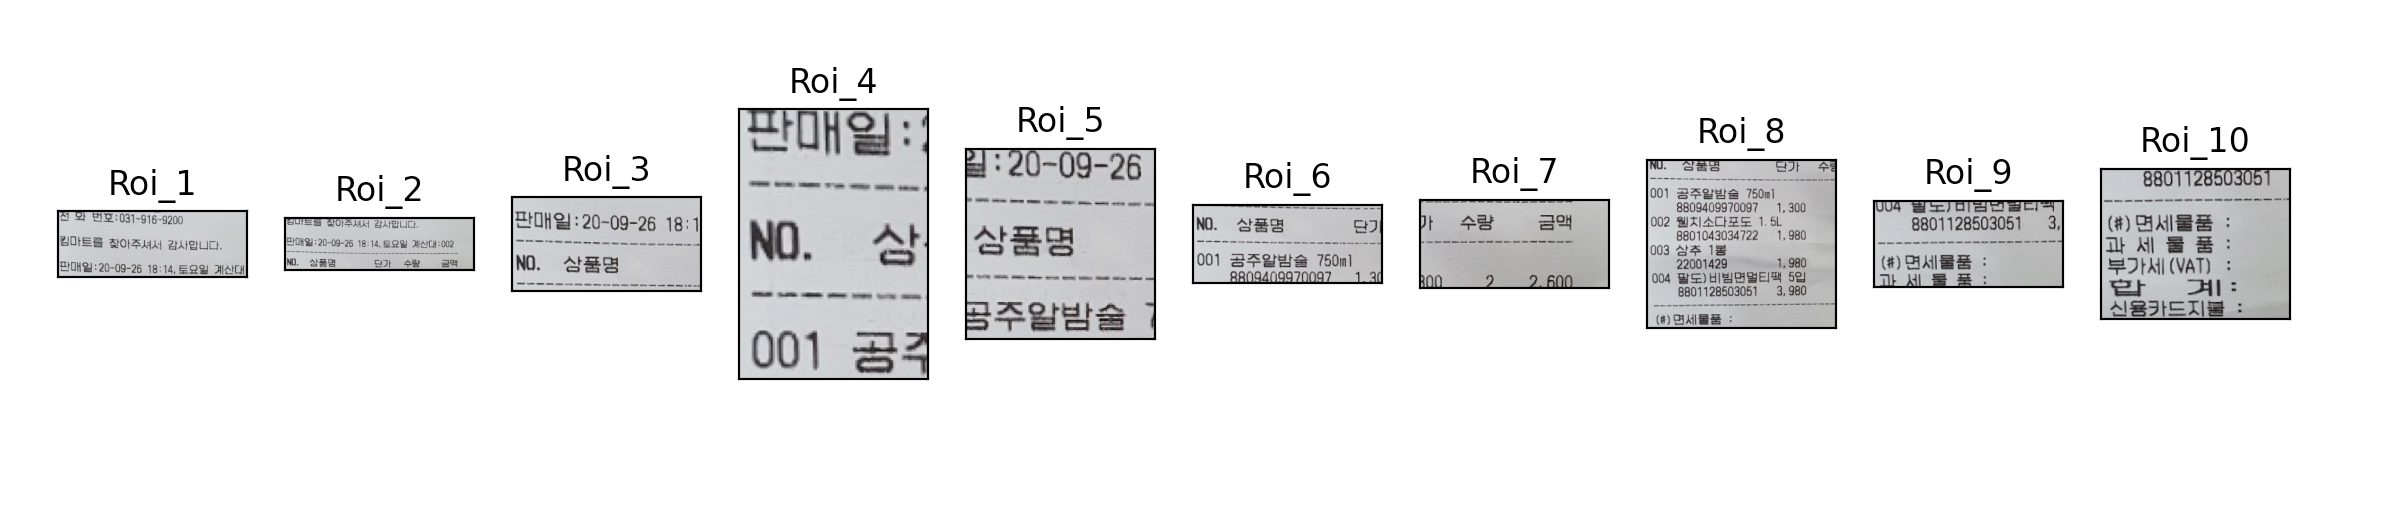 Roi_1
전 화 번호:031-916-9200
킹마트를 찾아주셔서 감사합니다.
판매일:20-09-26 18:14,토요일 계산대
Roi_2
킹마트를 찾아주셔서 감사합니다.
판매일:20-09-26 18:14,토요일 계산대:002
NO. 상품명 단가 수량 금액
Roi_3
판매일:20-09-26 18:1
NO. 상품명
Roi_4
판매일:
NO. 상
001 공주
Roi_5
일:20-09-26
상품명
공주알밤술 7
Roi_6
NO. 상품명 단가
001 공주알밤술 750ml
8809409970097 1,30
Roi_7
가 수량 금액
300 2 2,600
Roi_8
NO. 상품명 단가 수량
001 공주알밤술 750ml
8809409970097 1,300
002 웰치소다포도 1.5L
8801043034722 1,980
003 상주 1봉
22001429 1,980
004 팔도)비빔면멀티팩 5입
8801128503051 3,980
(#)면세물품 :
Roi_9
004 팔도)비빔면멀티팩
8801128503051 3,
(#)면세물품 :
과 세 물 품 :
Roi_10
8801128503051
(#)면세물품 :
과 세 물 품 :
부가세(VAT) :
합 계:
신용카드지불 :